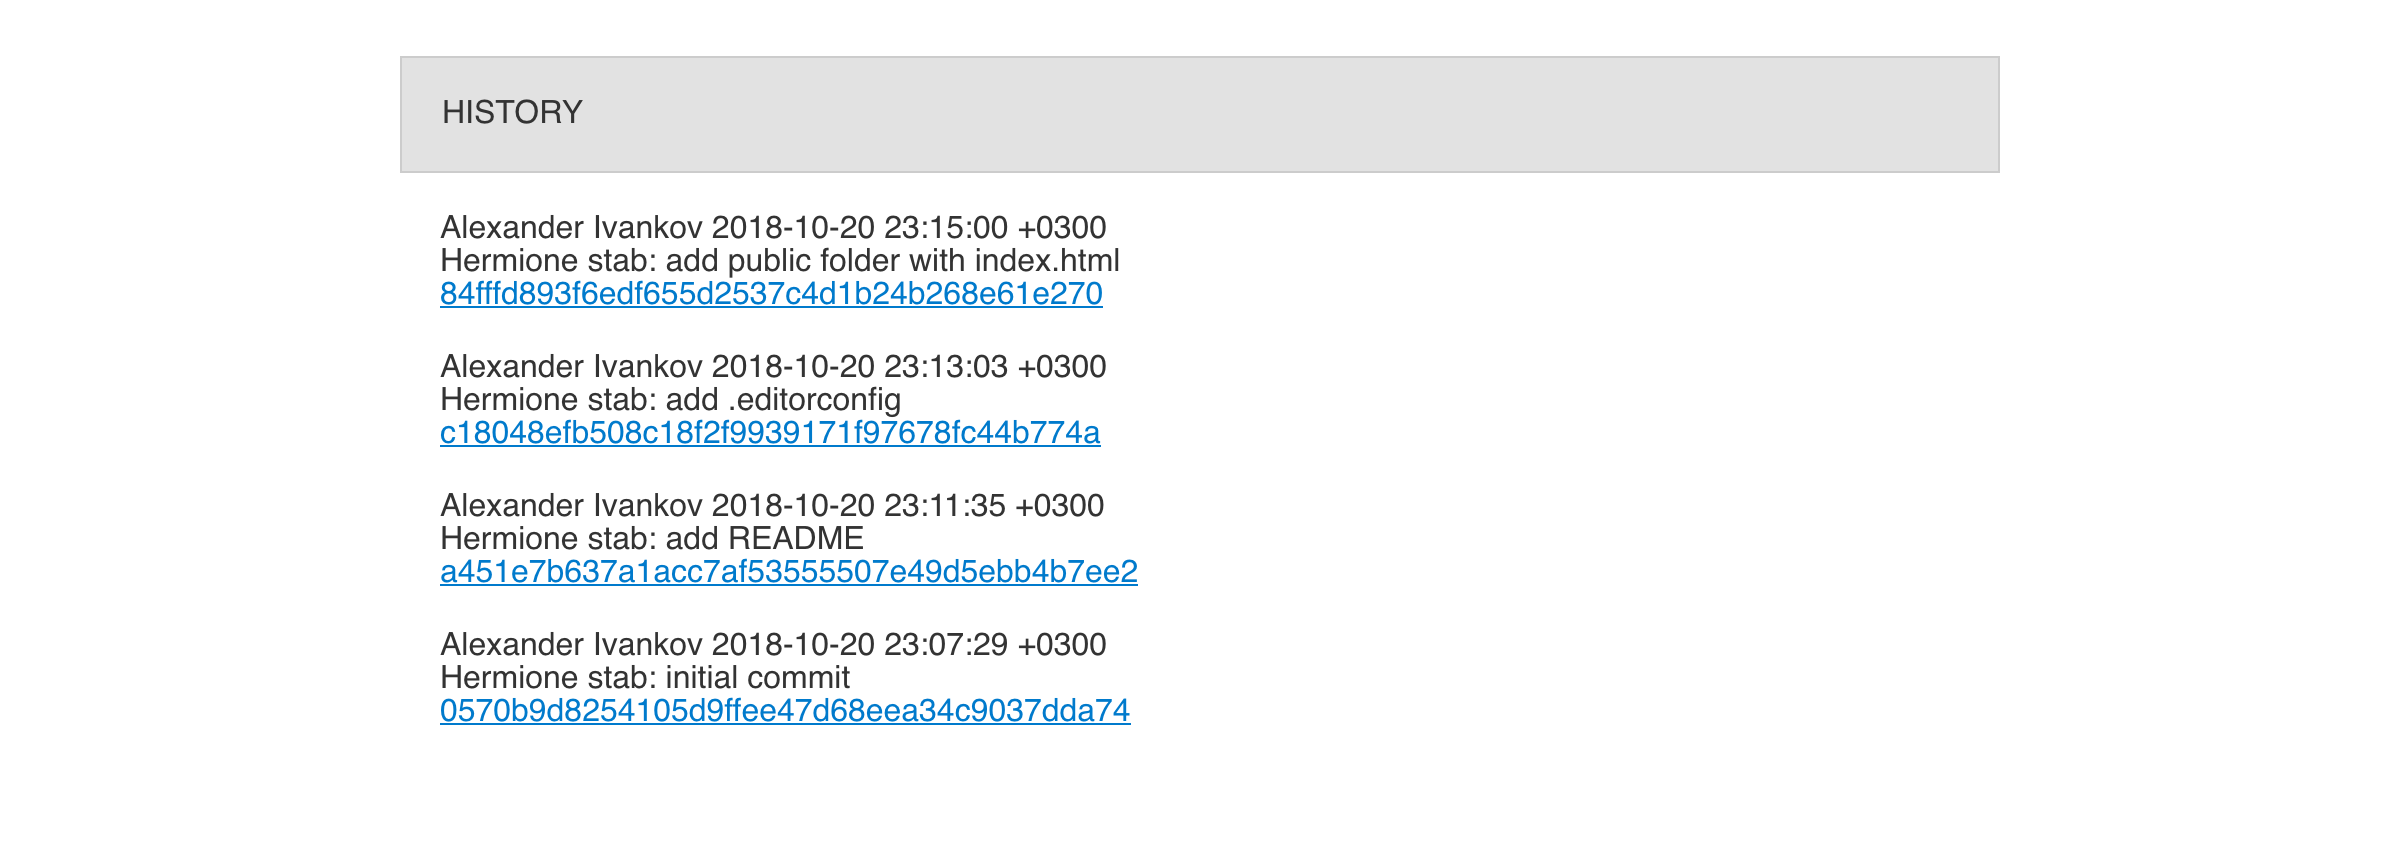 HISTORY
Alexander Ivankov 2018-10-20 23:15:00 +0300
Hermione stab: add public folder with index.html
84fffd893f6edf655d2537c4d1b24b268e61e270
Alexander Ivankov 2018-10-20 23:13:03 +0300
Hermione stab: add .editorconfig
c18048efb508c18f2f9939171f97678fc44b774a
Alexander Ivankov 2018-10-20 23:11:35 +0300
Hermione stab: add README
a451e7b637a1acc7af53555507e49d5ebb4b7ee2
Alexander Ivankov 2018-10-20 23:07:29 +0300
Hermione stab: initial commit
0570b9d8254105d9ffee47d68eea34c9037dda74